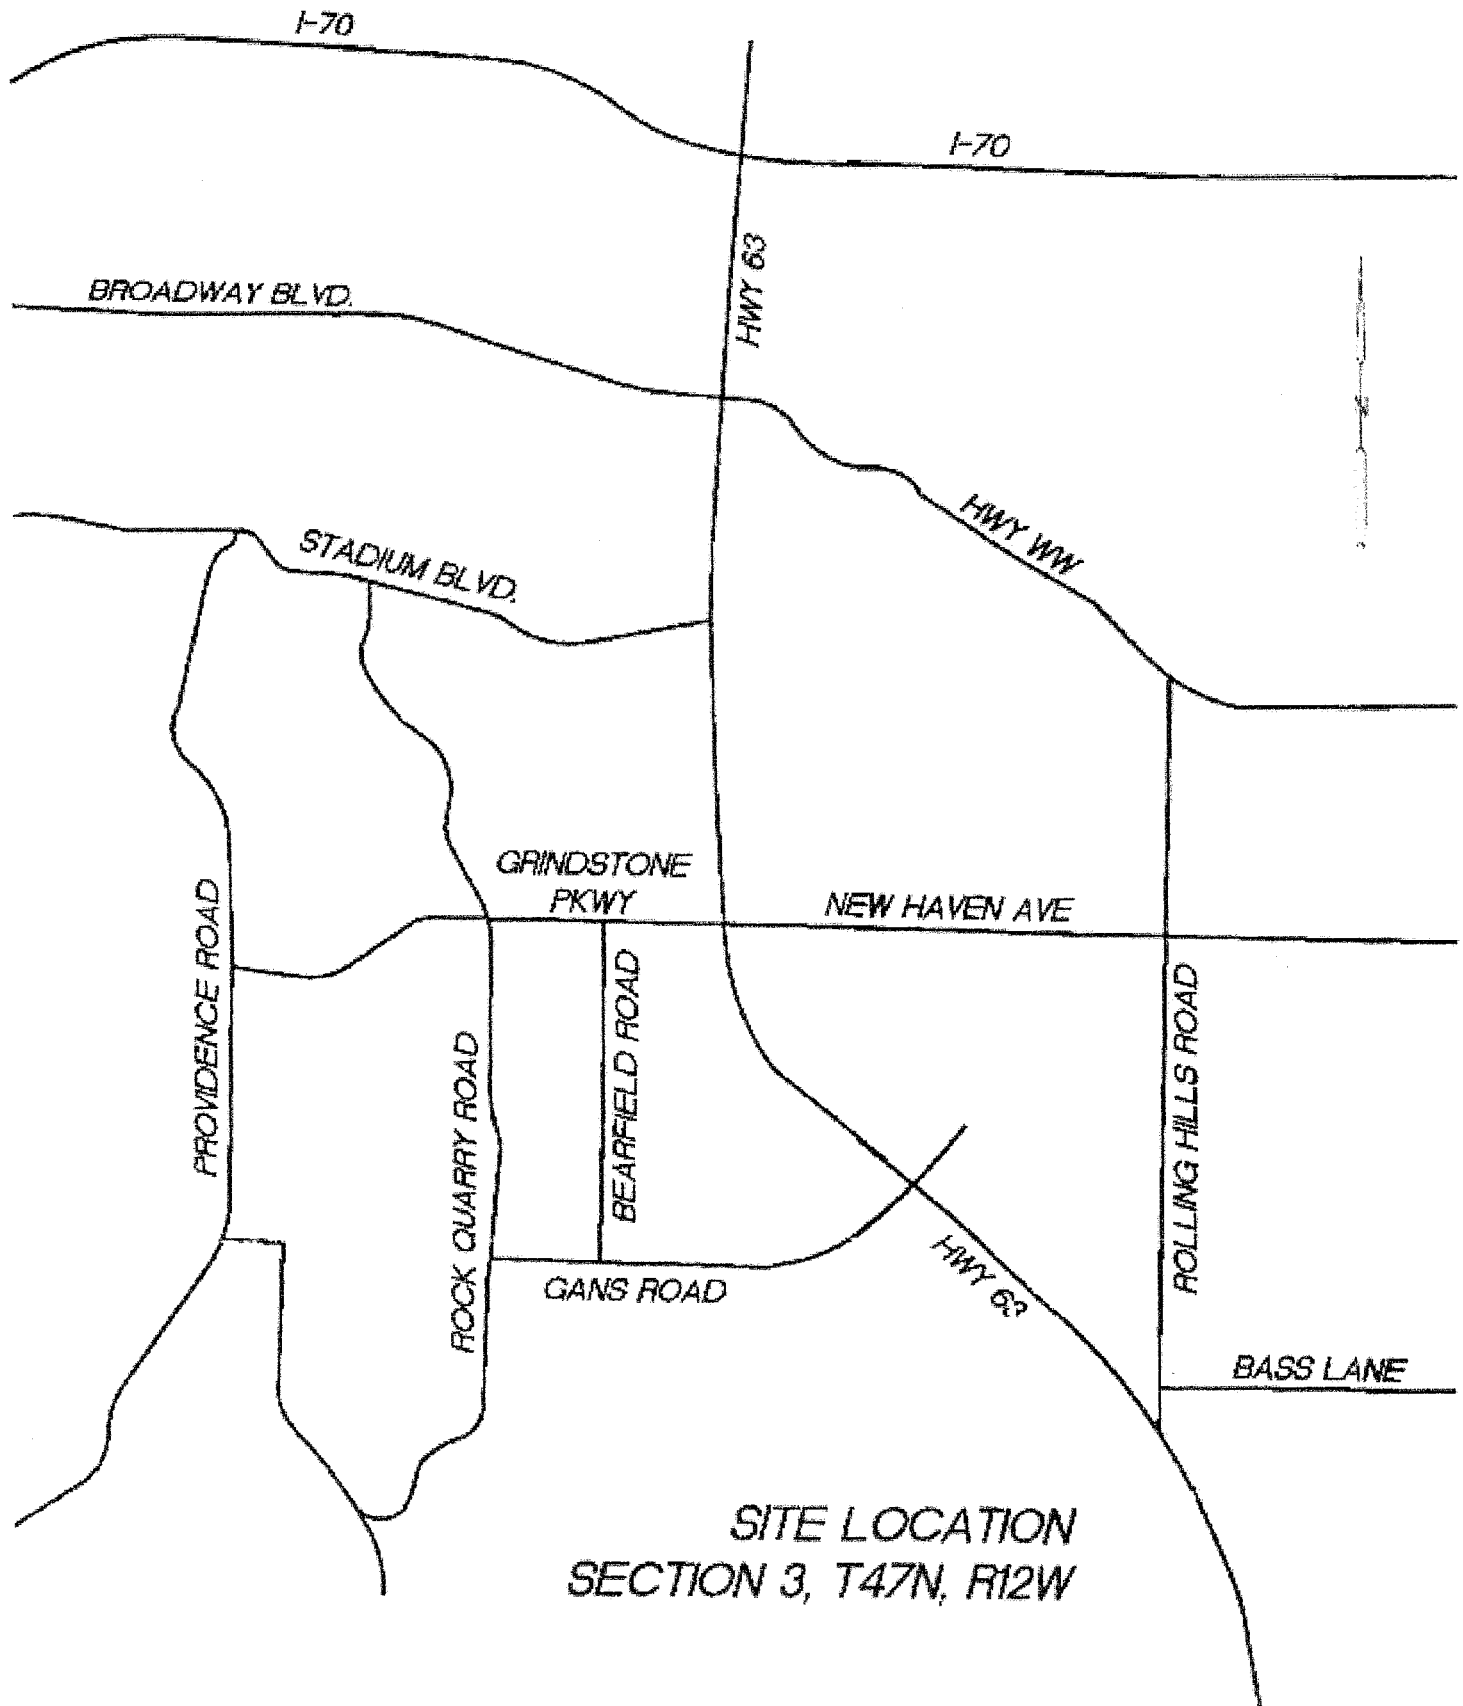 I-70
I-70
HWY 63
BROADWAY BLVD.
HWY WW
STADIUM BLVD.
GRINDSTONE
PKWY
NEW HAVEN AVE
PROVIDENCE ROAD
ROCK QUARRY ROAD
BEARFIELD ROAD
ROLLING HILLS ROAD
HWY 63
GANS ROAD
BASS LANE
SITE LOCATION
SECTION 3, T47N, R12W